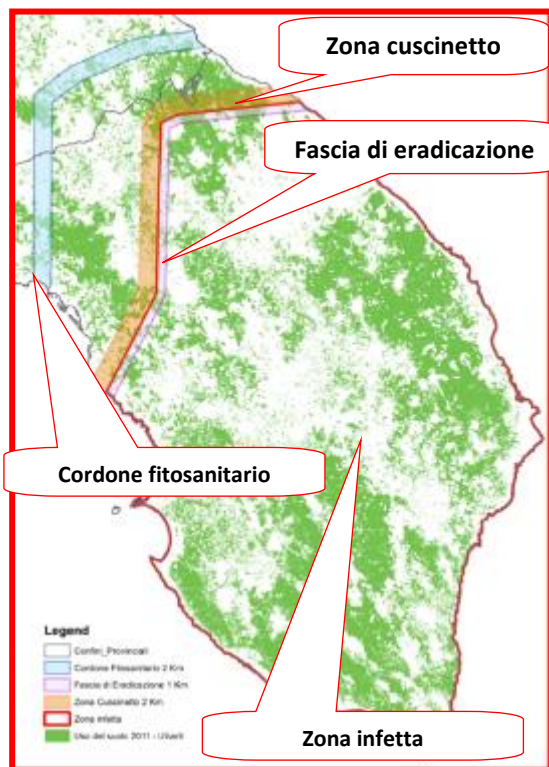 Zona cuscinetto
Fascia di eradicazione
Cordone fitosanitario
Legend
Confini_Provinciali
Cordone Fitosanitario 2 Km
Fascia di Eradicazione 1 Km
Zona Cuscinetto 2 Km
Zona infetta
Uso del suolo 2011 - Uliveti
Zona infetta